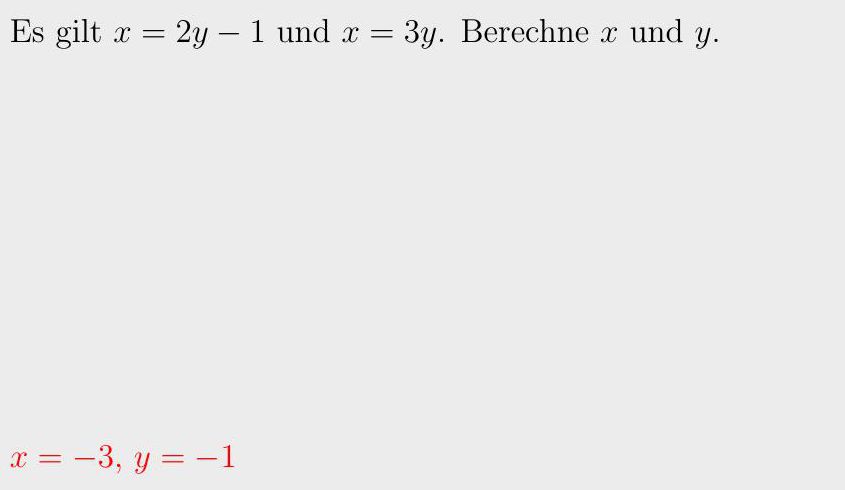 Es gilt x = 2y − 1 und x = 3y. Berechne x und y.
x = −3, y = −1